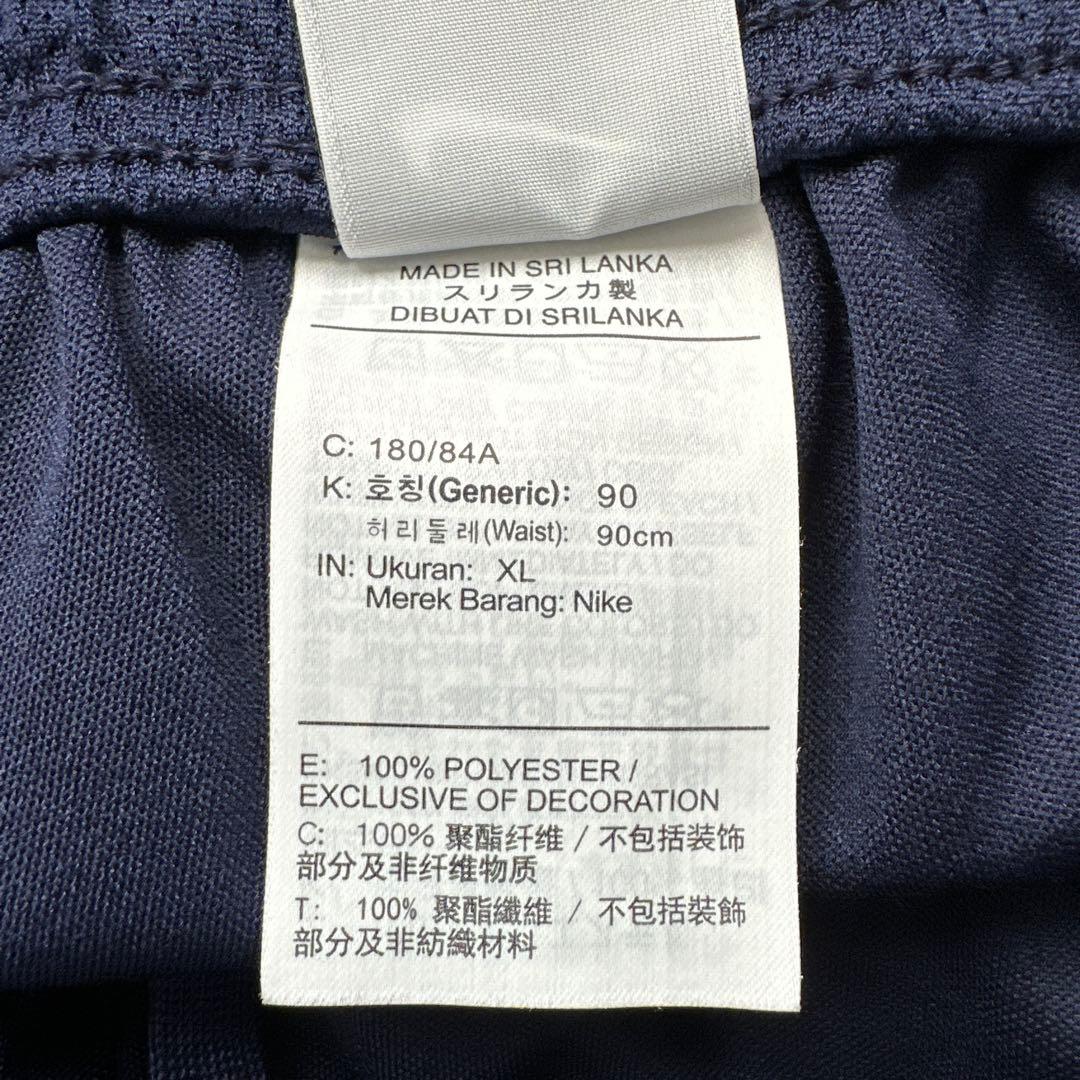 MADE IN SRI LANKA
スリランカ製
DIBUAT DI SRILANKA
C: 180/84A
K: 호칭(Generic): 90
허리둘레(Waist): 90cm
IN: Ukuran: XL
Merek Barang: Nike
E: 100% POLYESTER /
EXCLUSIVE OF DECORATION
C: 100% 聚酯纤维 / 不包括装饰
部分及非纤维物质
T: 100% 聚酯纖維 / 不包括裝飾
部分及非紡織材料